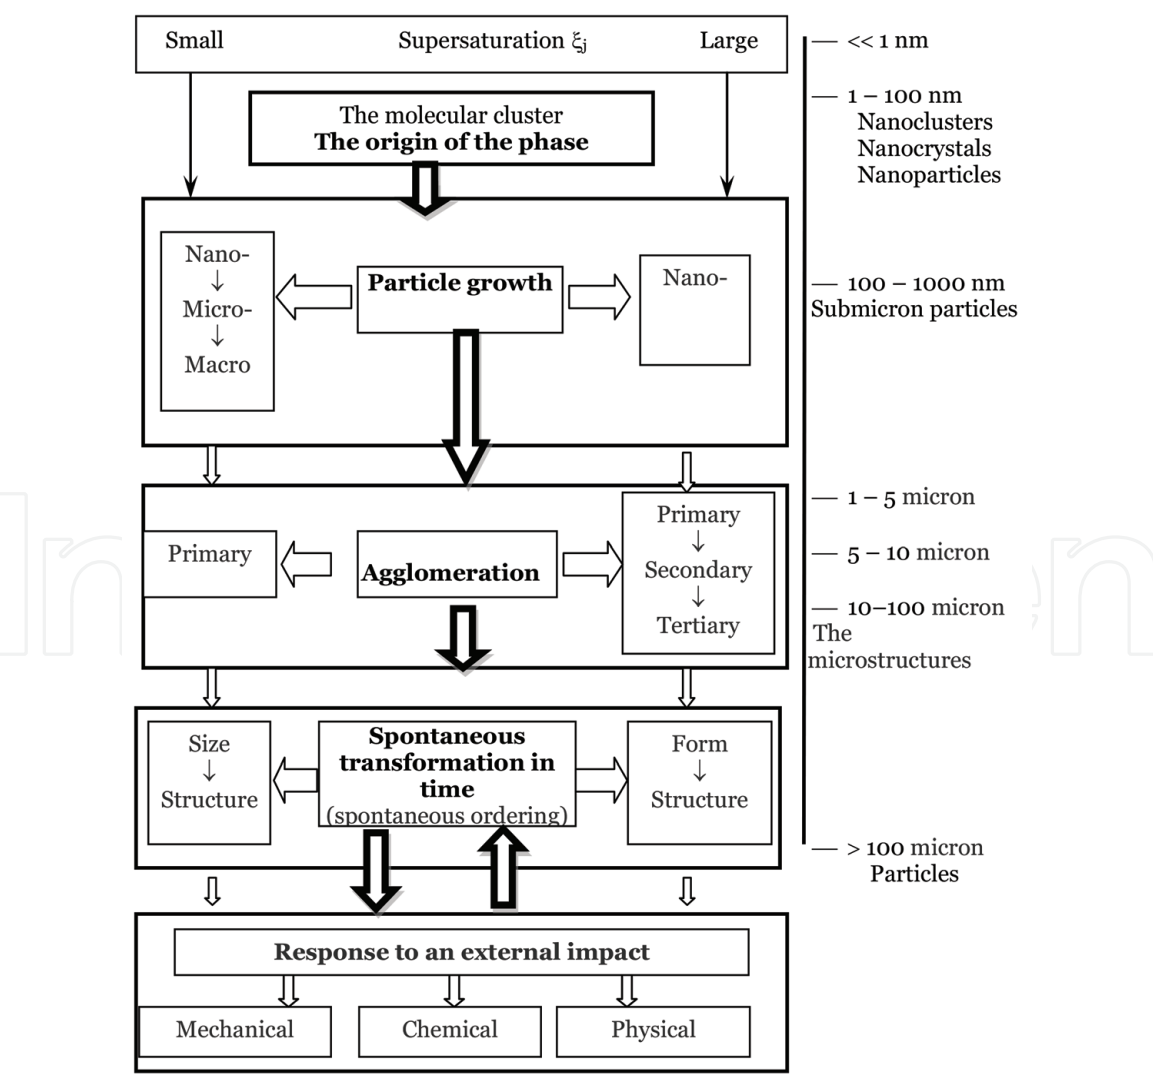 Small Supersaturation ξj Large
The molecular cluster
The origin of the phase
Nano-
↓
Micro-
↓
Macro
Particle growth
Nano-
Primary
Agglomeration
Primary
↓
Secondary
↓
Tertiary
Size
↓
Structure
Spontaneous
transformation in
time
(spontaneous ordering)
Form
↓
Structure
Response to an external impact
Mechanical
Chemical
Physical
— << 1 nm
— 1 – 100 nm
Nanoclusters
Nanocrystals
Nanoparticles
— 100 – 1000 nm
Submicron particles
— 1 – 5 micron
— 5 – 10 micron
— 10–100 micron
The
microstructures
— > 100 micron
Particles